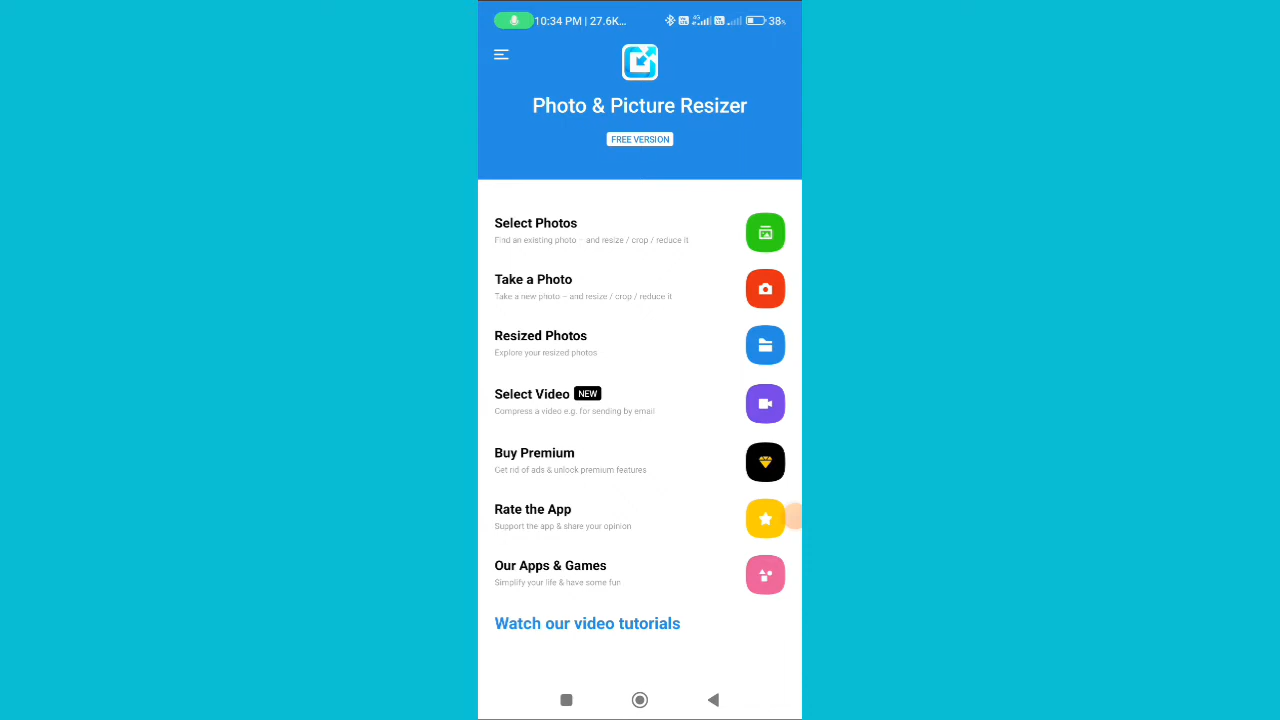 10:34 PM | 27.6K... 4G 38%
Photo & Picture Resizer
FREE VERSION
Select Photos
Find an existing photo – and resize / crop / reduce it
Take a Photo
Take a new photo – and resize / crop / reduce it
Resized Photos
Explore your resized photos
Select Video NEW
Compress a video e.g. for sending by email
Buy Premium
Get rid of ads & unlock premium features
Rate the App
Support the app & share your opinion
Our Apps & Games
Simplify your life & have some fun
Watch our video tutorials